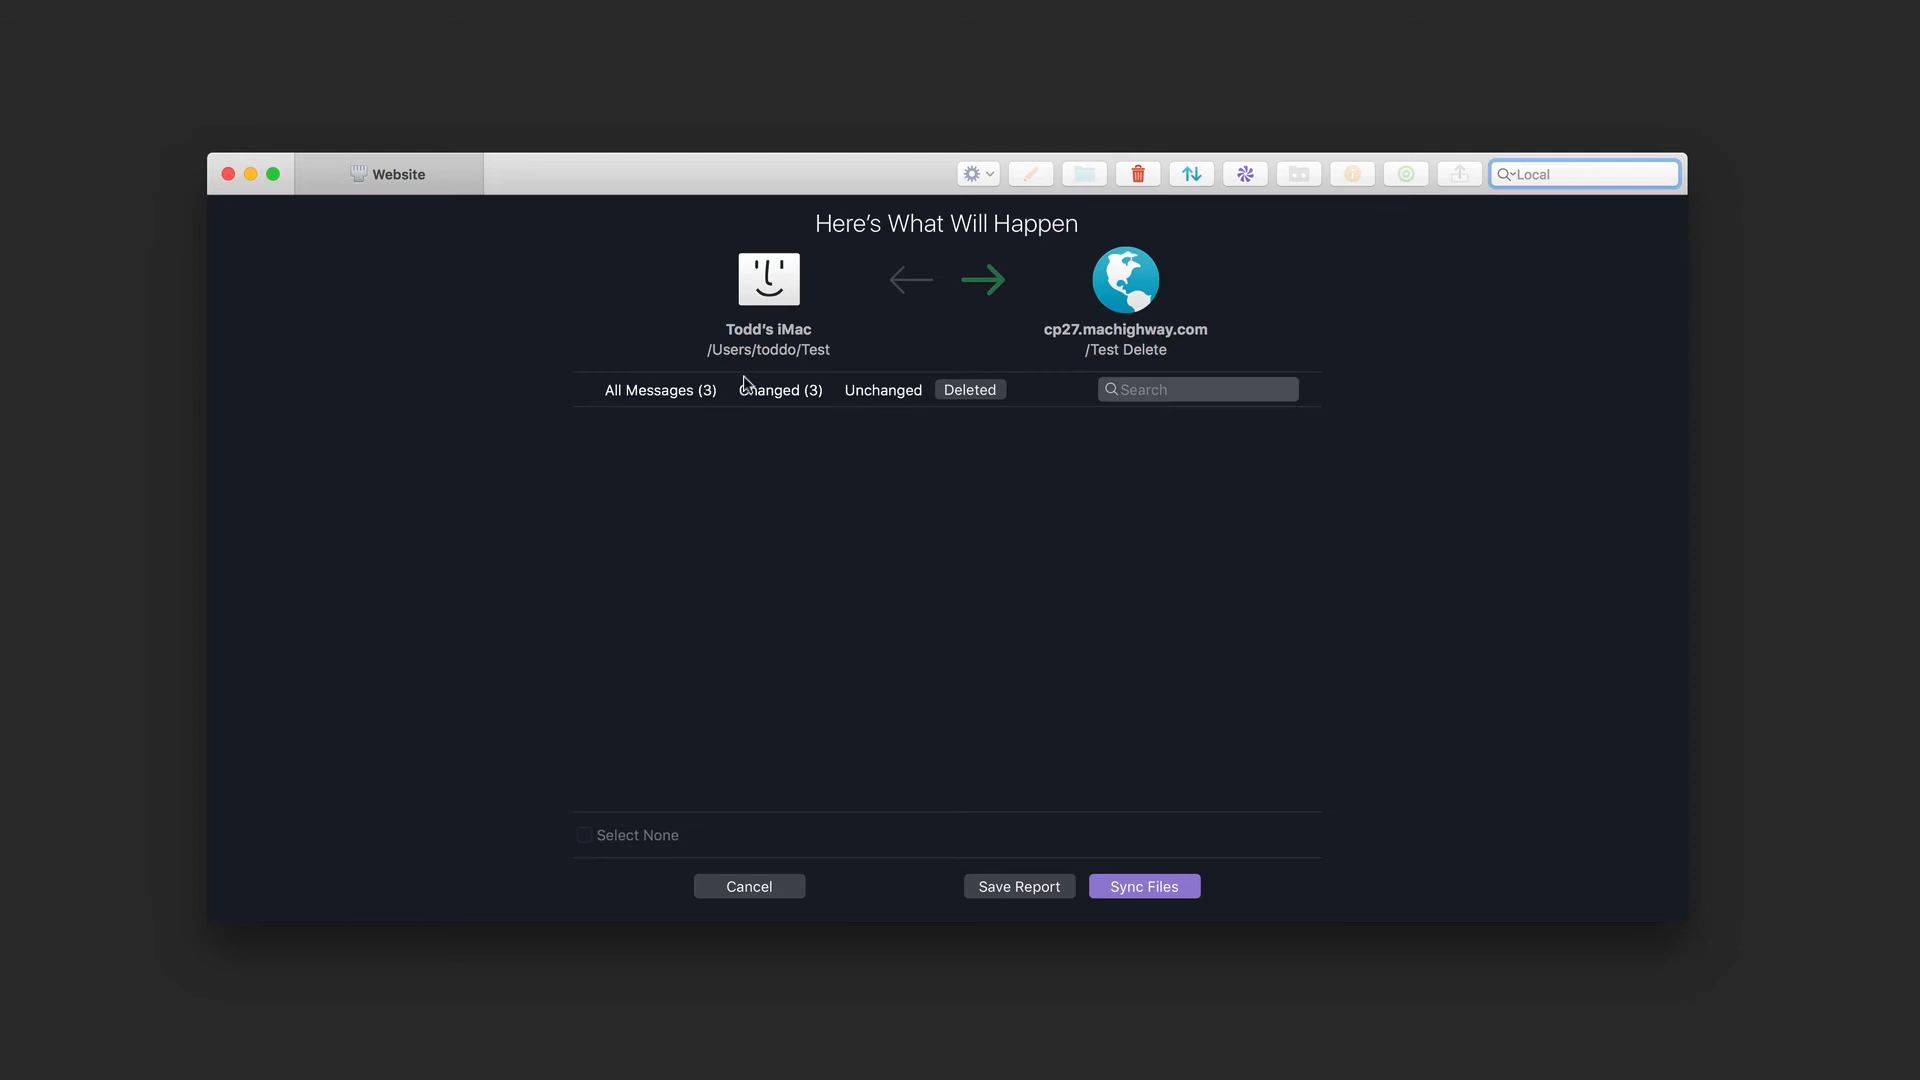 Website
Local
Here's What Will Happen
Todd's iMac
/Users/toddo/Test
cp27.machighway.com
/Test Delete
All Messages (3) Changed (3) Unchanged Deleted Search
Select None
Cancel Save Report Sync Files